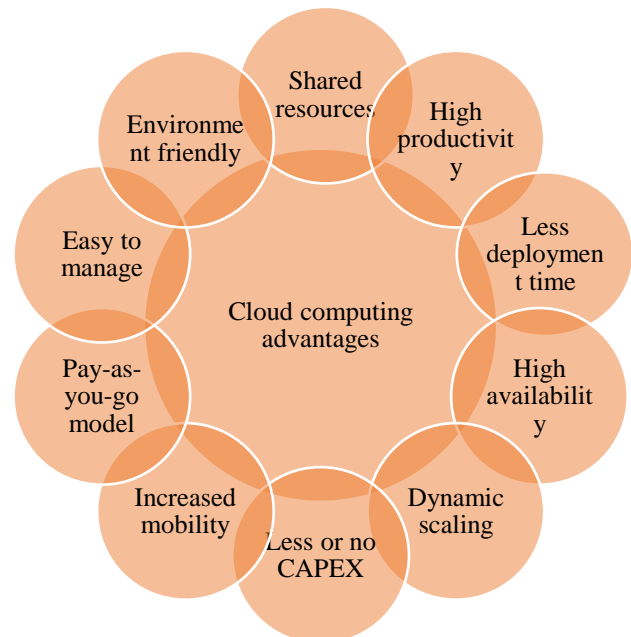 Shared
resources
High
productivit
y
Less
deploymen
t time
High
availabilit
y
Dynamic
scaling
Less or no
CAPEX
Increased
mobility
Pay-as-
you-go
model
Easy to
manage
Environme
nt friendly
Cloud computing
advantages